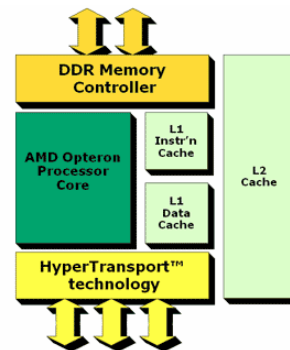 DDR Memory
Controller
AMD Opteron
Processor
Core
L1
Instr'n
Cache
L1
Data
Cache
L2
Cache
HyperTransport™
technology